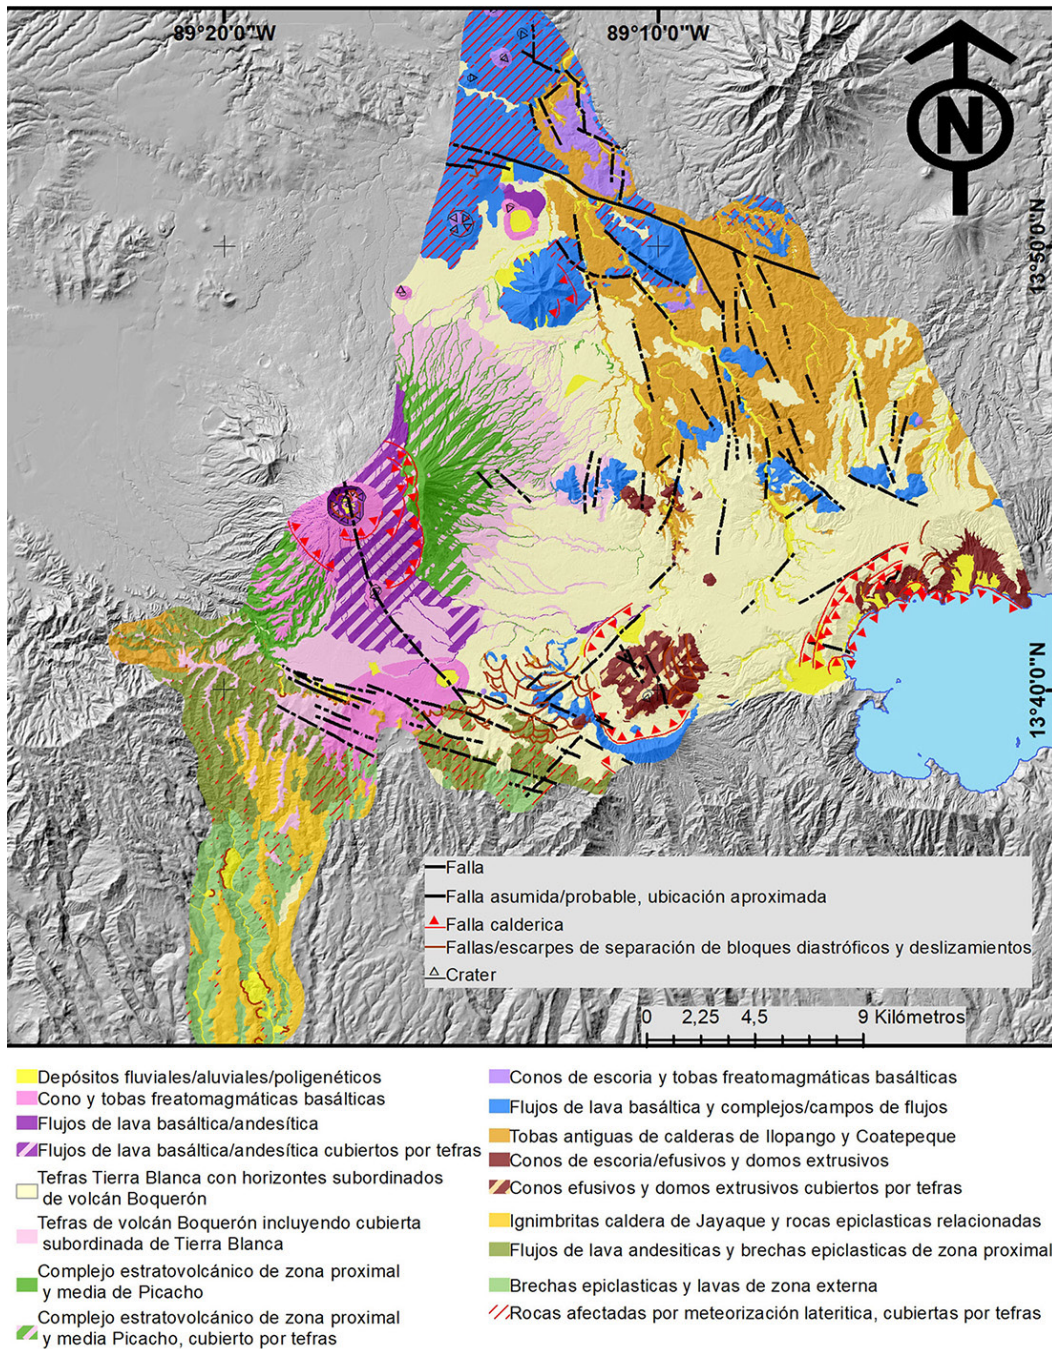 89°20'0"W
89°10'0"W
N
13°50'0"N
13°40'0"N
Falla
Falla asumida/probable, ubicación aproximada
Falla calderica
Fallas/escarpes de separación de bloques diastróficos y deslizamientos
Crater
0 2,25 4,5 9 Kilómetros
Depósitos fluviales/aluviales/poligenéticos
Cono y tobas freatomagmáticas basálticas
Flujos de lava basáltica/andesítica
Flujos de lava basáltica/andesítica cubiertos por tefras
Tefras Tierra Blanca con horizontes subordinados
de volcán Boquerón
Tefras de volcán Boquerón incluyendo cubierta
subordinada de Tierra Blanca
Complejo estratovolcánico de zona proximal
y media de Picacho
Complejo estratovolcánico de zona proximal
y media Picacho, cubierto por tefras
Conos de escoria y tobas freatomagmáticas basálticas
Flujos de lava basáltica y complejos/campos de flujos
Tobas antiguas de calderas de Ilopango y Coatepeque
Conos de escoria/efusivos y domos extrusivos
Conos efusivos y domos extrusivos cubiertos por tefras
Ignimbritas caldera de Jayaque y rocas epiclasticas relacionadas
Flujos de lava andesiticas y brechas epiclasticas de zona proximal
Brechas epiclasticas y lavas de zona externa
Rocas afectadas por meteorización lateritica, cubiertas por tefras